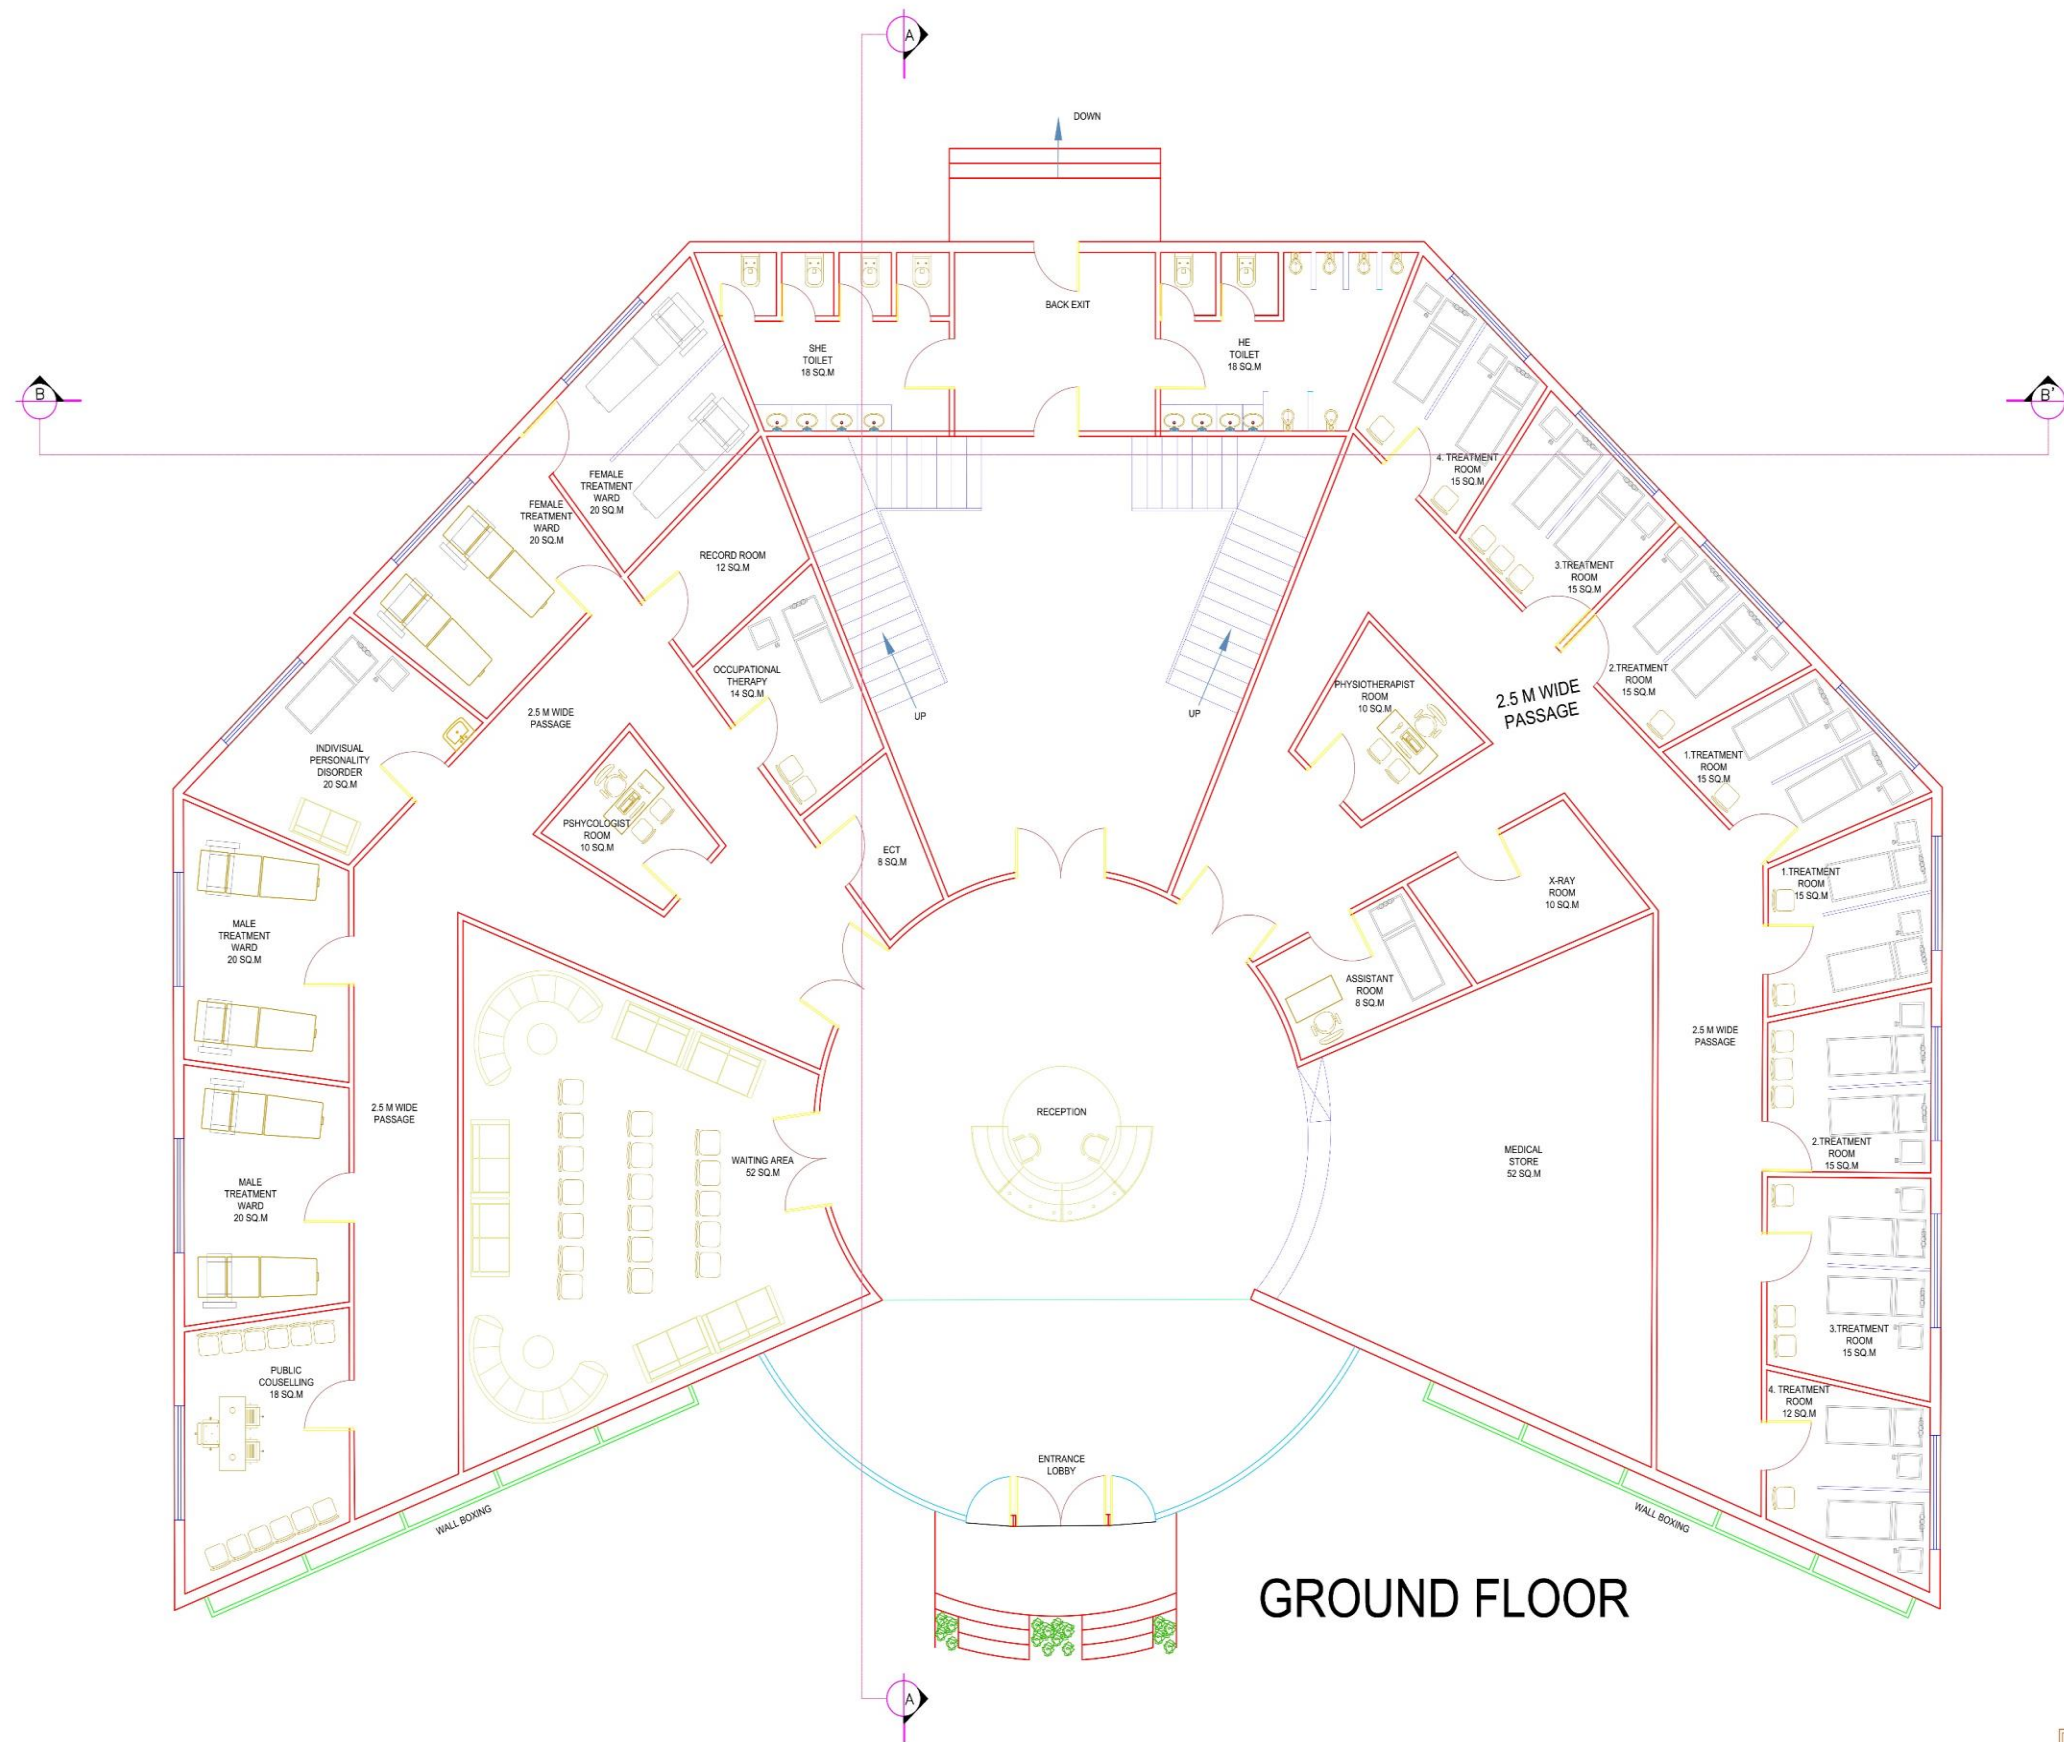 A
DOWN
B
B'
BACK EXIT
SHE
TOILET
18 SQ.M
HE
TOILET
18 SQ.M
FEMALE
TREATMENT
WARD
20 SQ.M
FEMALE
TREATMENT
WARD
20 SQ.M
RECORD ROOM
12 SQ.M
4. TREATMENT
ROOM
15 SQ.M
3.TREATMENT
ROOM
15 SQ.M
OCCUPATIONAL
THERAPY
14 SQ.M
2.5 M WIDE
PASSAGE
UP
UP
PHYSIOTHERAPIST
ROOM
10 SQ.M
2.5 M WIDE
PASSAGE
2.TREATMENT
ROOM
15 SQ.M
INDIVISUAL
PERSONALITY
DISORDER
20 SQ.M
1.TREATMENT
ROOM
15 SQ.M
PSHYCOLOGIST
ROOM
10 SQ.M
ECT
8 SQ.M
X-RAY
ROOM
10 SQ.M
1.TREATMENT
ROOM
15 SQ.M
MALE
TREATMENT
WARD
20 SQ.M
ASSISTANT
ROOM
8 SQ.M
2.5 M WIDE
PASSAGE
2.5 M WIDE
PASSAGE
RECEPTION
WAITING AREA
52 SQ.M
MEDICAL
STORE
52 SQ.M
2.TREATMENT
ROOM
15 SQ.M
MALE
TREATMENT
WARD
20 SQ.M
3.TREATMENT
ROOM
15 SQ.M
PUBLIC
COUSELLING
18 SQ.M
4. TREATMENT
ROOM
12 SQ.M
ENTRANCE
LOBBY
WALL BOXING
WALL BOXING
GROUND FLOOR
A